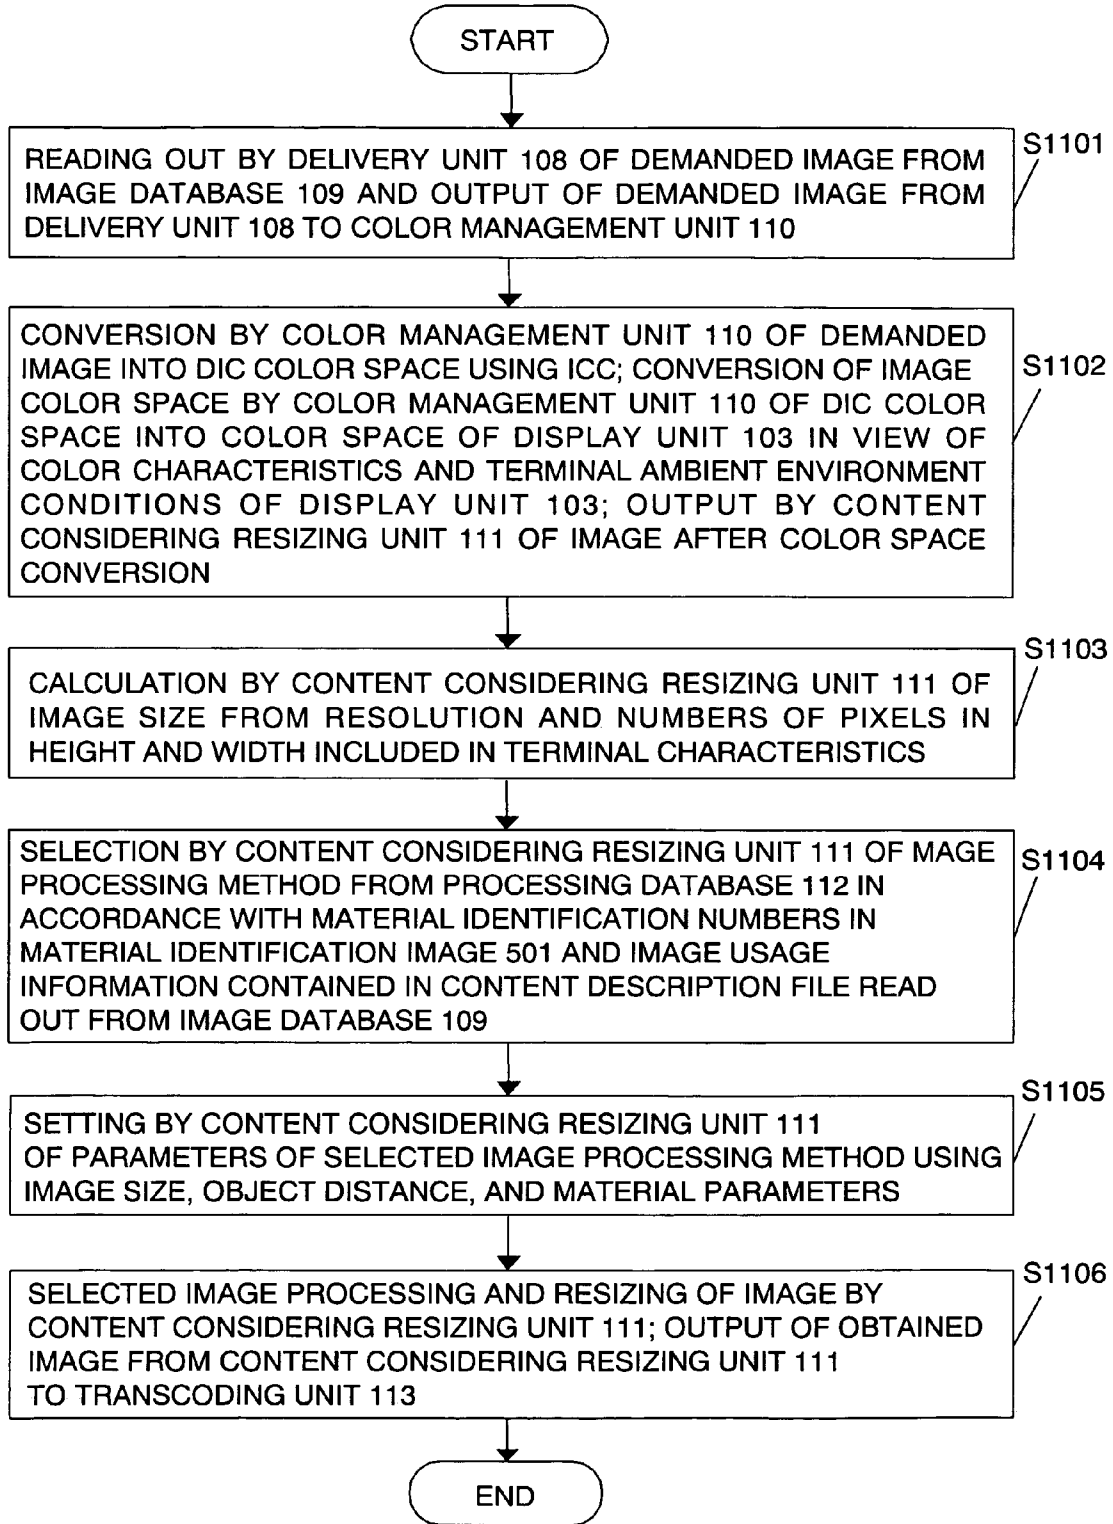 START
S1101
READING OUT BY DELIVERY UNIT 108 OF DEMANDED IMAGE FROM
IMAGE DATABASE 109 AND OUTPUT OF DEMANDED IMAGE FROM
DELIVERY UNIT 108 TO COLOR MANAGEMENT UNIT 110
S1102
CONVERSION BY COLOR MANAGEMENT UNIT 110 OF DEMANDED
IMAGE INTO DIC COLOR SPACE USING ICC; CONVERSION OF IMAGE
COLOR SPACE BY COLOR MANAGEMENT UNIT 110 OF DIC COLOR
SPACE INTO COLOR SPACE OF DISPLAY UNIT 103 IN VIEW OF
COLOR CHARACTERISTICS AND TERMINAL AMBIENT ENVIRONMENT
CONDITIONS OF DISPLAY UNIT 103; OUTPUT BY CONTENT
CONSIDERING RESIZING UNIT 111 OF IMAGE AFTER COLOR SPACE
CONVERSION
S1103
CALCULATION BY CONTENT CONSIDERING RESIZING UNIT 111 OF
IMAGE SIZE FROM RESOLUTION AND NUMBERS OF PIXELS IN
HEIGHT AND WIDTH INCLUDED IN TERMINAL CHARACTERISTICS
S1104
SELECTION BY CONTENT CONSIDERING RESIZING UNIT 111 OF MAGE
PROCESSING METHOD FROM PROCESSING DATABASE 112 IN
ACCORDANCE WITH MATERIAL IDENTIFICATION NUMBERS IN
MATERIAL IDENTIFICATION IMAGE 501 AND IMAGE USAGE
INFORMATION CONTAINED IN CONTENT DESCRIPTION FILE READ
OUT FROM IMAGE DATABASE 109
S1105
SETTING BY CONTENT CONSIDERING RESIZING UNIT 111
OF PARAMETERS OF SELECTED IMAGE PROCESSING METHOD USING
IMAGE SIZE, OBJECT DISTANCE, AND MATERIAL PARAMETERS
S1106
SELECTED IMAGE PROCESSING AND RESIZING OF IMAGE BY
CONTENT CONSIDERING RESIZING UNIT 111; OUTPUT OF OBTAINED
IMAGE FROM CONTENT CONSIDERING RESIZING UNIT 111
TO TRANSCODING UNIT 113
END